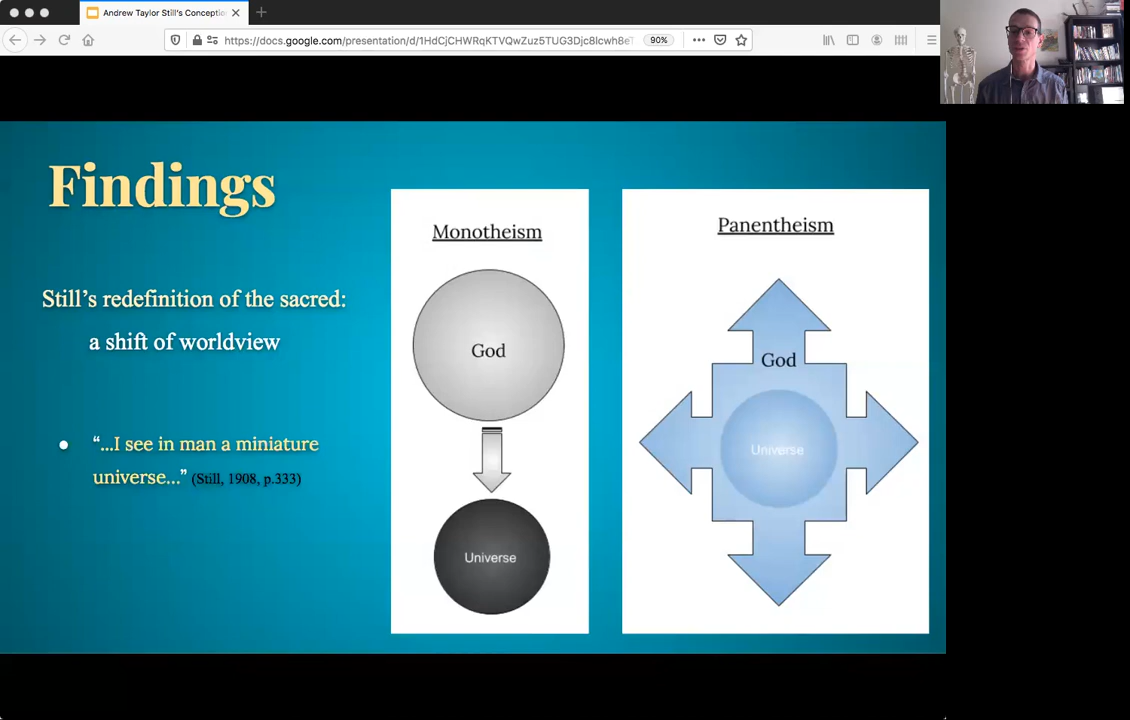 Andrew Taylor Still's Conceptio
https://docs.google.com/presentation/d/1HdCjCHWRqKTVQwZuz5TUG3Djc8lcwh8eT
90%
Findings
Still's redefinition of the sacred:
a shift of worldview
“...I see in man a miniature
universe...” (Still, 1908, p.333)
Monotheism
God
Universe
Panentheism
God
Universe